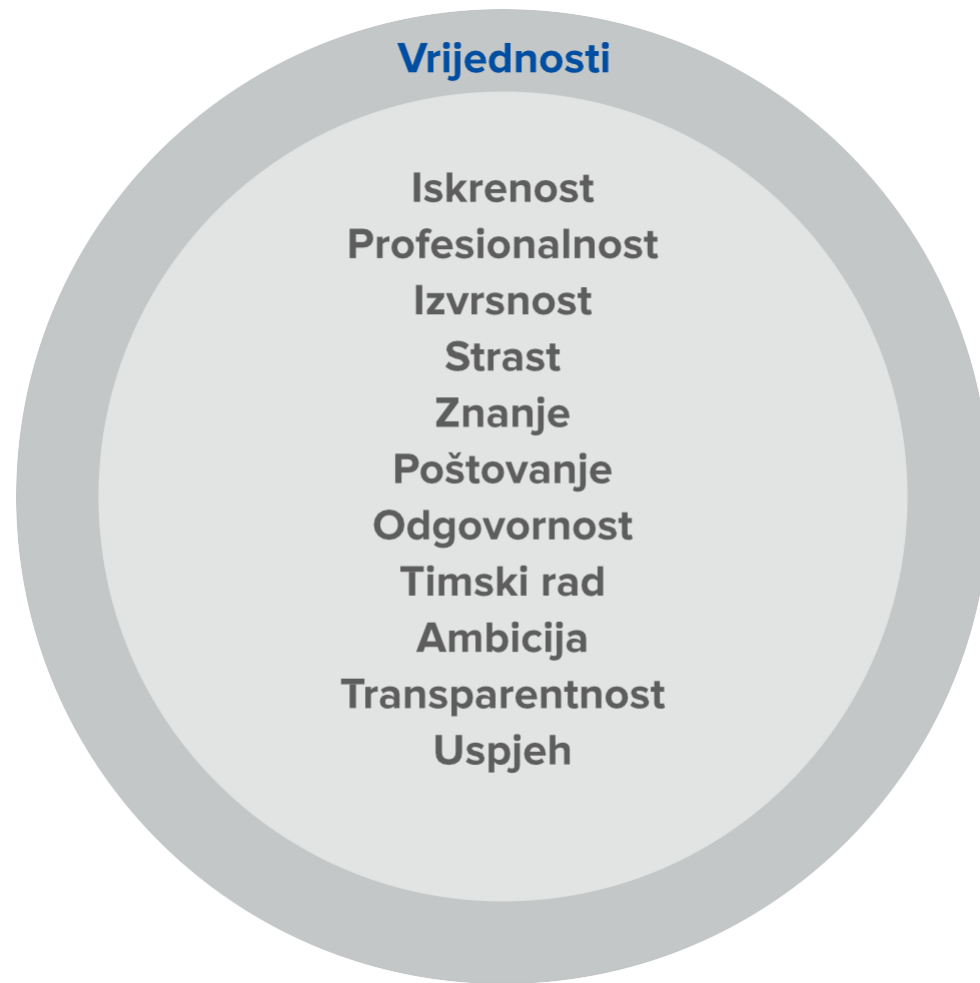 Vrijednosti
Iskrenost
Profesionalnost
Izvrsnost
Strast
Znanje
Poštovanje
Odgovornost
Timski rad
Ambicija
Transparentnost
Uspjeh